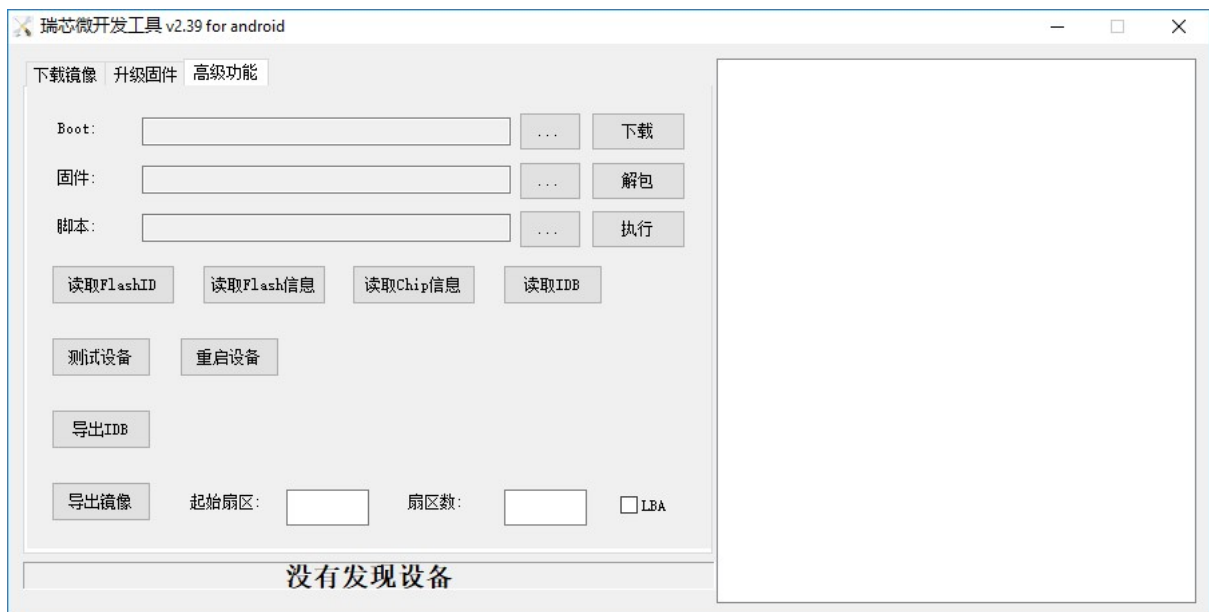 瑞芯微开发工具 v2.39 for android
下载镜像 升级固件 高级功能
Boot: ... 下载
固件: ... 解包
脚本: ... 执行
读取FlashID 读取Flash信息 读取Chip信息 读取IDB
测试设备 重启设备
导出IDB
导出镜像 起始扇区: 扇区数: LBA
没有发现设备